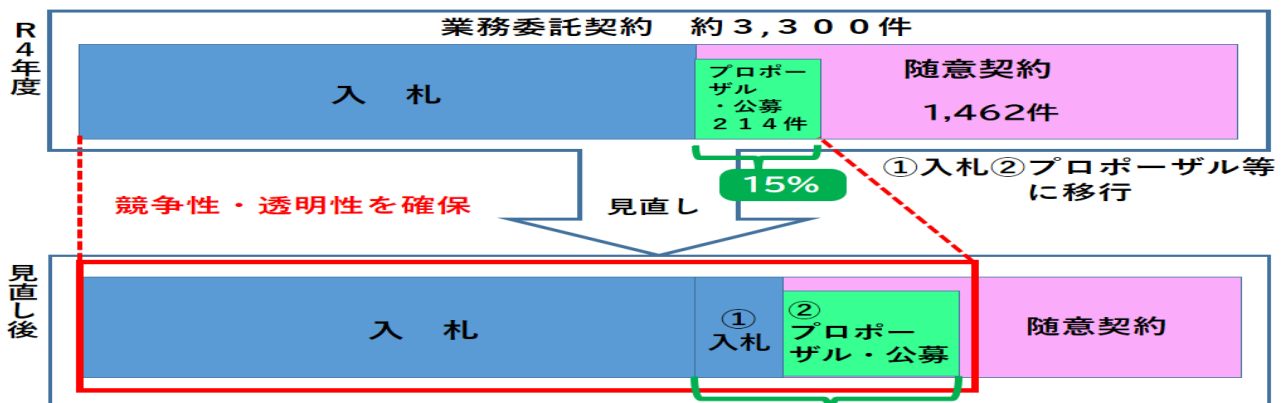 R4年度
業務委託契約 約3,300件
入 札
プロポー
ザル
・公募
214件
随意契約
1,462件
15%
①入札②プロポーザル等
に移行
競争性・透明性を確保
見直し
見直し後
入 札
①
入札
②
プロポー
ザル・公募
随意契約